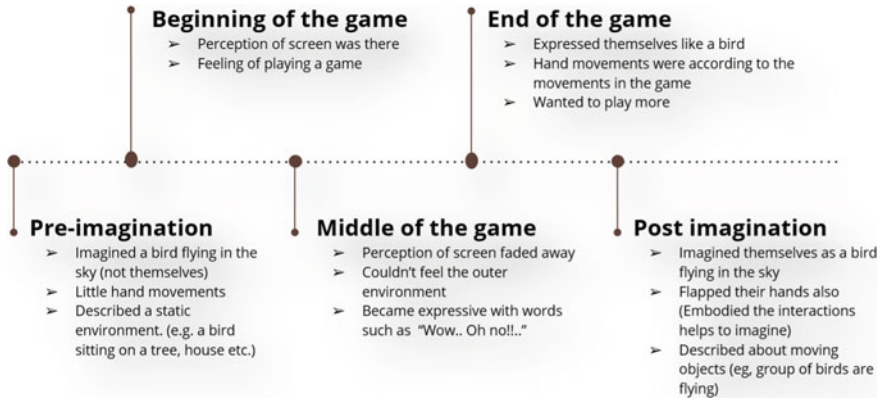 Beginning of the game
➢ Perception of screen was there
➢ Feeling of playing a game
End of the game
➢ Expressed themselves like a bird
➢ Hand movements were according to the
movements in the game
➢ Wanted to play more
Pre-imagination
➢ Imagined a bird flying in the
sky (not themselves)
➢ Little hand movements
➢ Described a static
environment. (e.g. a bird
sitting on a tree, house etc.)
Middle of the game
➢ Perception of screen faded away
➢ Couldn't feel the outer
environment
➢ Became expressive with words
such as "Wow.. Oh no!!.."
Post imagination
➢ Imagined themselves as a bird
flying in the sky
➢ Flapped their hands also
(Embodied the interactions
helps to imagine)
➢ Described about moving
objects (eg, group of birds are
flying)